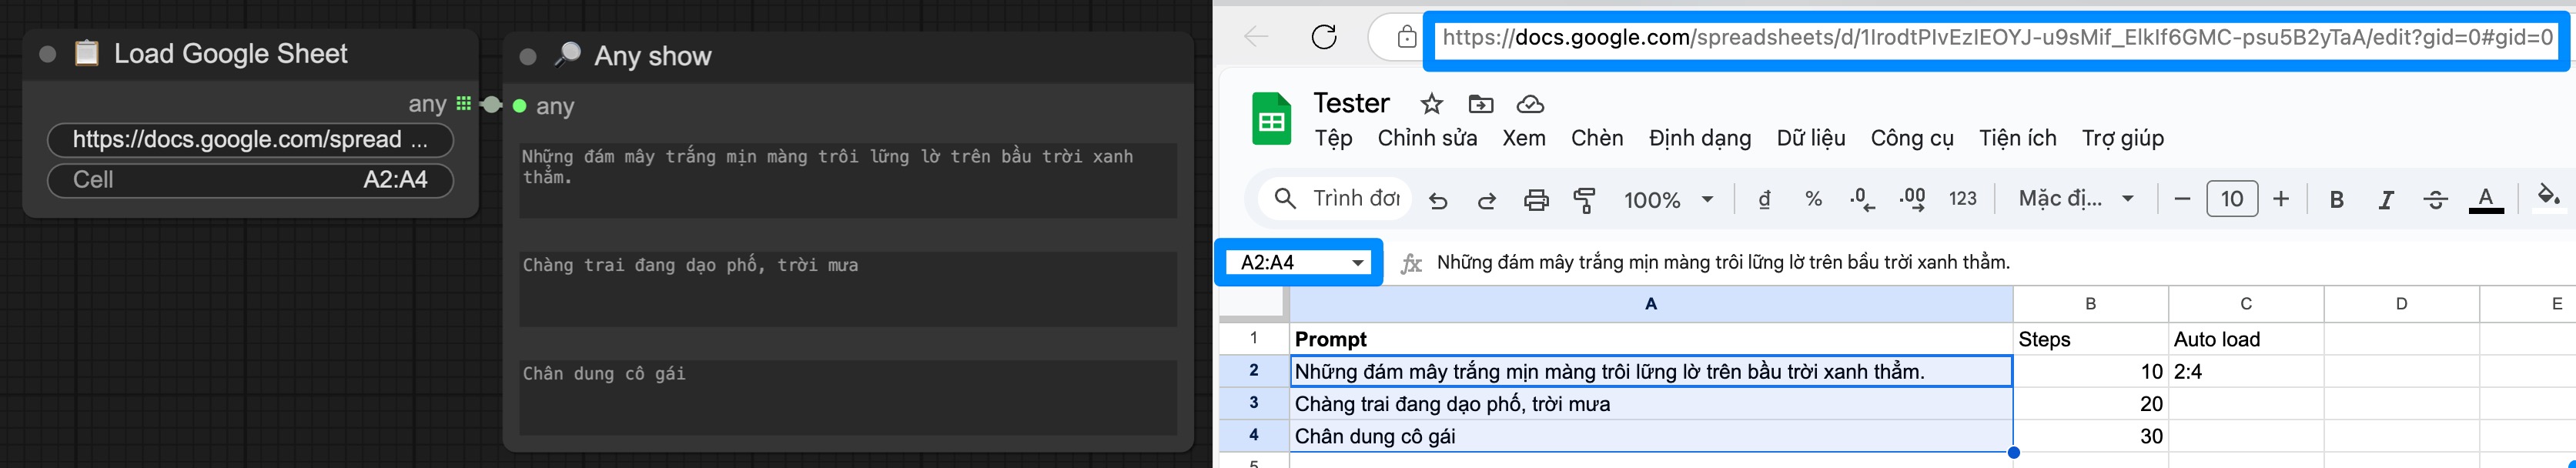 Load Google Sheet
any
https://docs.google.com/spread ...
Cell A2:A4
Any show
any
Những đám mây trắng mịn màng trôi lững lờ trên bầu trời xanh
thẳm.
Chàng trai đang dạo phố, trời mưa
Chân dung cô gái
https://docs.google.com/spreadsheets/d/1IrodtPIvEzIEOYJ-u9sMif_ElkIf6GMC-psu5B2yTaA/edit?gid=0#gid=0
Tester
Tệp Chỉnh sửa Xem Chèn Định dạng Dữ liệu Công cụ Tiện ích Trợ giúp
Trình đơn 100% đ % .0 .00 123 Mặc đị... 10 B I S A
A2:A4 fx Những đám mây trắng mịn màng trôi lững lờ trên bầu trời xanh thẳm.
A B C D E
1 Prompt Steps Auto load
2 Những đám mây trắng mịn màng trôi lững lờ trên bầu trời xanh thẳm. 10 2:4
3 Chàng trai đang dạo phố, trời mưa 20
4 Chân dung cô gái 30
5